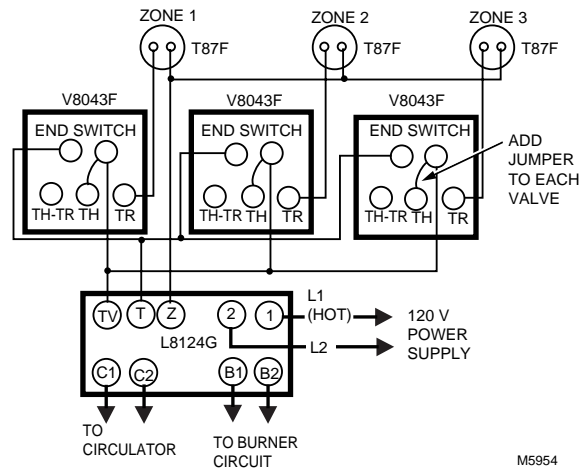 ZONE 1
ZONE 2
ZONE 3
T87F
T87F
T87F
V8043F
V8043F
V8043F
END SWITCH
END SWITCH
END SWITCH
ADD
JUMPER
TO EACH
VALVE
TH-TR TH TR
TH-TR TH TR
TH-TR TH TR
TV T Z 2 1
L8124G
L1
(HOT)
L2
120 V
POWER
SUPPLY
C1 C2 B1 B2
TO
CIRCULATOR
TO BURNER
CIRCUIT
M5954